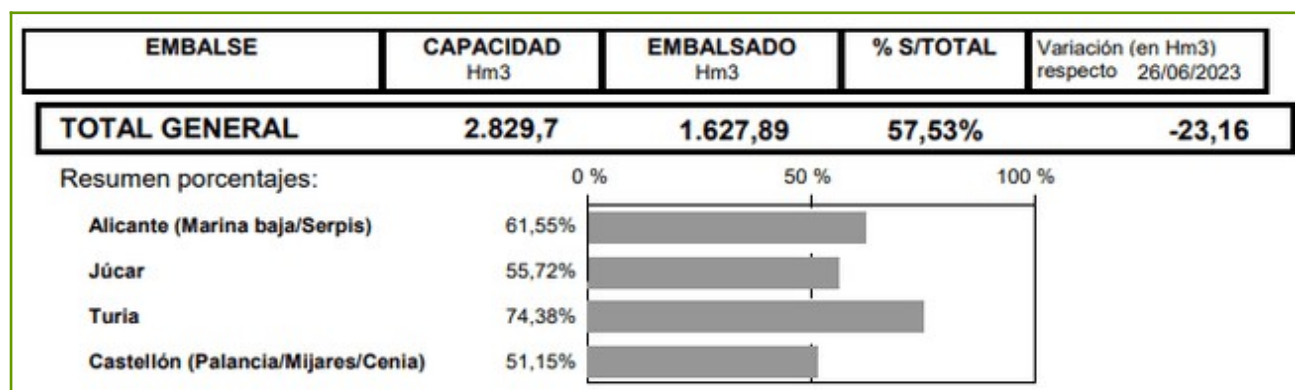 EMBALSE CAPACIDAD EMBALSADO % S/TOTAL Variación (en Hm3)
Hm3 Hm3 respecto 26/06/2023
TOTAL GENERAL 2.829,7 1.627,89 57,53% -23,16
Resumen porcentajes: 0 % 50 % 100 %
Alicante (Marina baja/Serpis) 61,55%
Júcar 55,72%
Turia 74,38%
Castellón (Palancia/Mijares/Cenia) 51,15%